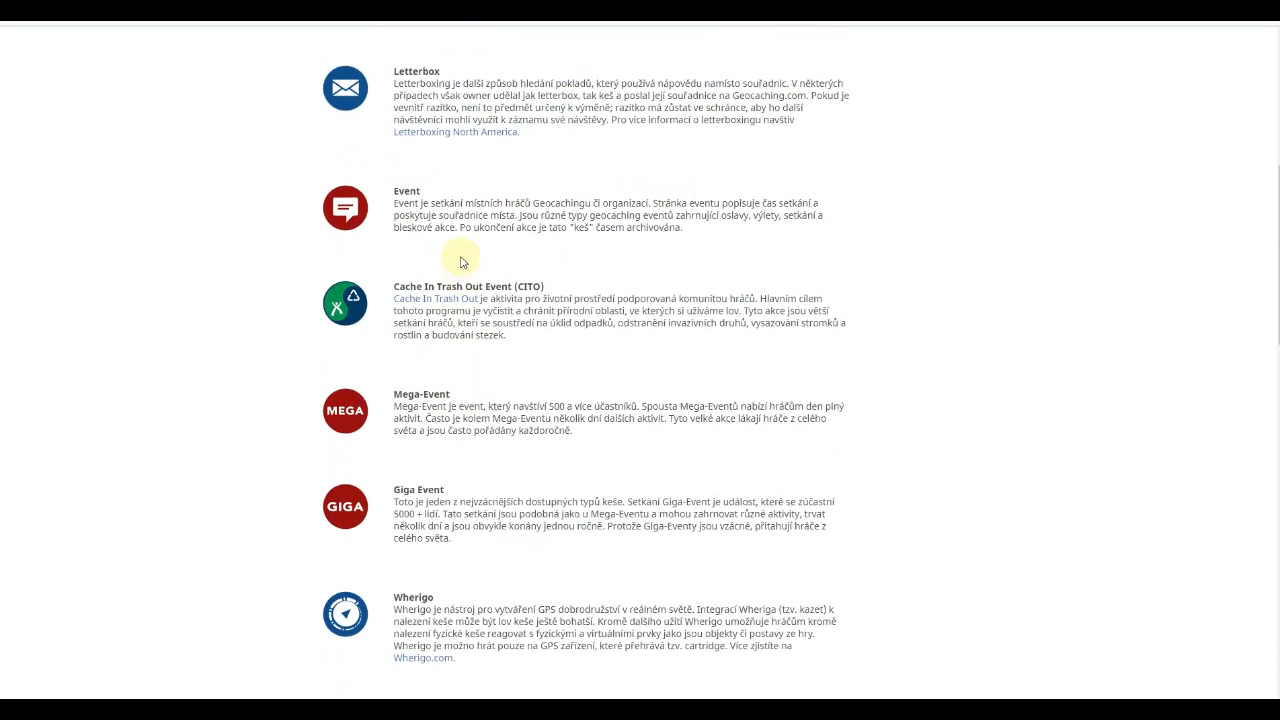 Letterbox
Letterboxing je další způsob hledání pokladů, který používá nápovědu namísto souřadnic. V některých
případech však owner udělal jak letterbox, tak keš a poslal její souřadnice na Geocaching.com. Pokud je
vevnitř razítko, není to předmět určený k výměně; razítko má zůstat ve schránce, aby ho další
návštěvníci mohli využít k záznamu své návštěvy. Pro více informací o letterboxingu navštiv
Letterboxing North America.
Event
Event je setkání místních hráčů Geocachingu či organizací. Stránka eventu popisuje čas setkání a
poskytuje souřadnice místa. Jsou různé typy geocaching eventů zahrnující oslavy, výlety, setkání a
bleskové akce. Po ukončení akce je tato "keš" časem archivována.
Cache In Trash Out Event (CITO)
Cache In Trash Out je aktivita pro životní prostředí podporovaná komunitou hráčů. Hlavním cílem
tohoto programu je vyčistit a chránit přírodní oblasti, ve kterých si užíváme lov. Tyto akce jsou větší
setkání hráčů, kteří se soustředí na úklid odpadků, odstranění invazivních druhů, vysazování stromků a
rostlin a budování stezek.
MEGA
Mega-Event
Mega-Event je event, který navštíví 500 a více účastníků. Spousta Mega-Eventů nabízí hráčům den plný
aktivit. Často je kolem Mega-Eventu několik dní dalších aktivit. Tyto velké akce lákají hráče z celého
světa a jsou často pořádány každoročně.
GIGA
Giga Event
Toto je jeden z nejvzácnějších dostupných typů keše. Setkání Giga-Event je událost, které se zúčastní
5000 + lidí. Tato setkání jsou podobná jako u Mega-Eventu a mohou zahrnovat různé aktivity, trvat
několik dní a jsou obvykle konány jednou ročně. Protože Giga-Eventy jsou vzácné, přitahují hráče z
celého světa.
Wherigo
Wherigo je nástroj pro vytváření GPS dobrodružství v reálném světě. Integrací Wheriga (tzv. kazet) k
nalezení keše může být lov keše ještě bohatší. Kromě dalšího užití Wherigo umožňuje hráčům kromě
nalezení fyzické keše reagovat s fyzickými a virtuálními prvky jako jsou objekty či postavy ze hry.
Wherigo je možno hrát pouze na GPS zařízení, které přehrává tzv. cartridge. Více zjistíte na
Wherigo.com.